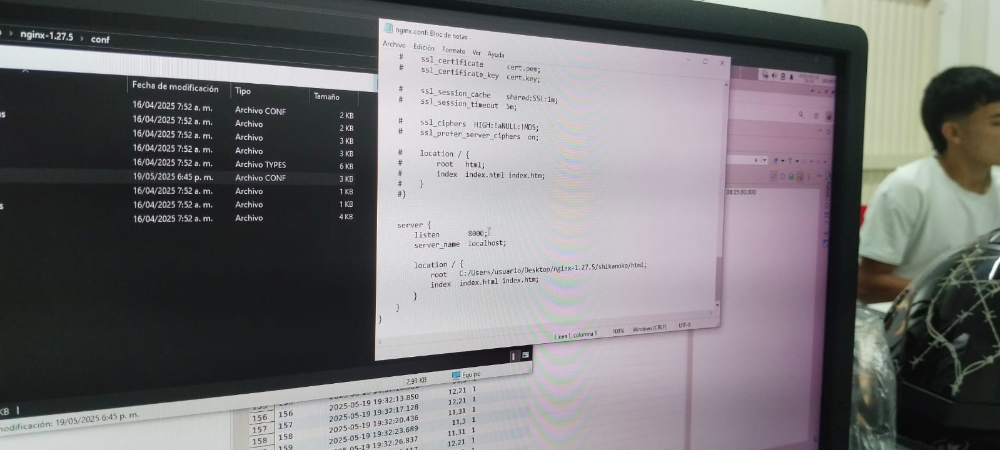 nginx-1.27.5 › conf
Fecha de modificación Tipo Tamaño
16/04/2025 7:52 a. m. Archivo CONF 2 KB
16/04/2025 7:52 a. m. Archivo 2 KB
16/04/2025 7:52 a. m. Archivo 3 KB
16/04/2025 7:52 a. m. Archivo 3 KB
16/04/2025 7:52 a. m. Archivo TYPES 6 KB
19/05/2025 6:45 p. m. Archivo CONF 3 KB
16/04/2025 7:52 a. m. Archivo 1 KB
16/04/2025 7:52 a. m. Archivo 1 KB
16/04/2025 7:52 a. m. Archivo 4 KB
KB
modificación: 19/05/2025 6:45 p. m.
nginx.conf: Bloc de notas
Archivo Edición Formato Ver Ayuda
# ssl_certificate cert.pem;
# ssl_certificate_key cert.key;
# ssl_session_cache shared:SSL:1m;
# ssl_session_timeout 5m;
# ssl_ciphers HIGH:!aNULL:!MD5;
# ssl_prefer_server_ciphers on;
# location / {
# root html;
# index index.html index.htm;
# }
#}
server {
listen 8000;
server_name localhost;
location / {
root C:/Users/usuario/Desktop/nginx-1.27.5/shikanoko/html;
index index.html index.htm;
}
}
}
Línea 1, columna 1 100% Windows (CRLF) UTF-8
2,93 KB Equipo
08:15:00.000
156 156 2025-05-19 19:32:13.850 12,21 1
157 157 2025-05-19 19:32:17.128 12,21 1
158 158 2025-05-19 19:32:20.436 11,31 1
159 2025-05-19 19:32:23.689 11,3 1
05-19 19:32:26.837 11,31 1
12,21 1